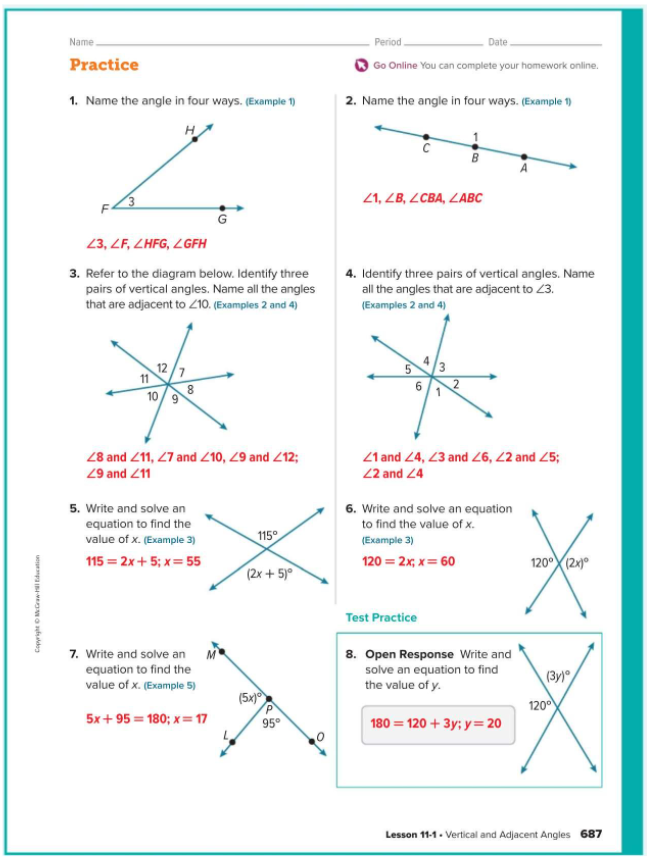 Name Period Date
Practice
Go Online You can complete your homework online.
1. Name the angle in four ways. (Example 1)
H
F
3
G
∠3, ∠F, ∠HFG, ∠GFH
2. Name the angle in four ways. (Example 1)
C
1
B
A
∠1, ∠B, ∠CBA, ∠ABC
3. Refer to the diagram below. Identify three
pairs of vertical angles. Name all the angles
that are adjacent to ∠10. (Examples 2 and 4)
12
7
11
8
10
9
∠8 and ∠11, ∠7 and ∠10, ∠9 and ∠12;
∠9 and ∠11
4. Identify three pairs of vertical angles. Name
all the angles that are adjacent to ∠3.
(Examples 2 and 4)
4
3
5
2
6
1
∠1 and ∠4, ∠3 and ∠6, ∠2 and ∠5;
∠2 and ∠4
5. Write and solve an
equation to find the
value of x. (Example 3)
115 = 2x + 5; x = 55
115°
(2x + 5)°
6. Write and solve an equation
to find the value of x.
(Example 3)
120 = 2x; x = 60
120° (2x)°
Test Practice
7. Write and solve an
equation to find the
value of x. (Example 5)
5x + 95 = 180; x = 17
M
(5x)°
P
95°
L
O
8. Open Response Write and
solve an equation to find
the value of y.
180 = 120 + 3y; y = 20
(3y)°
120°
Copyright © McGraw-Hill Education
Lesson 11-1 • Vertical and Adjacent Angles 687